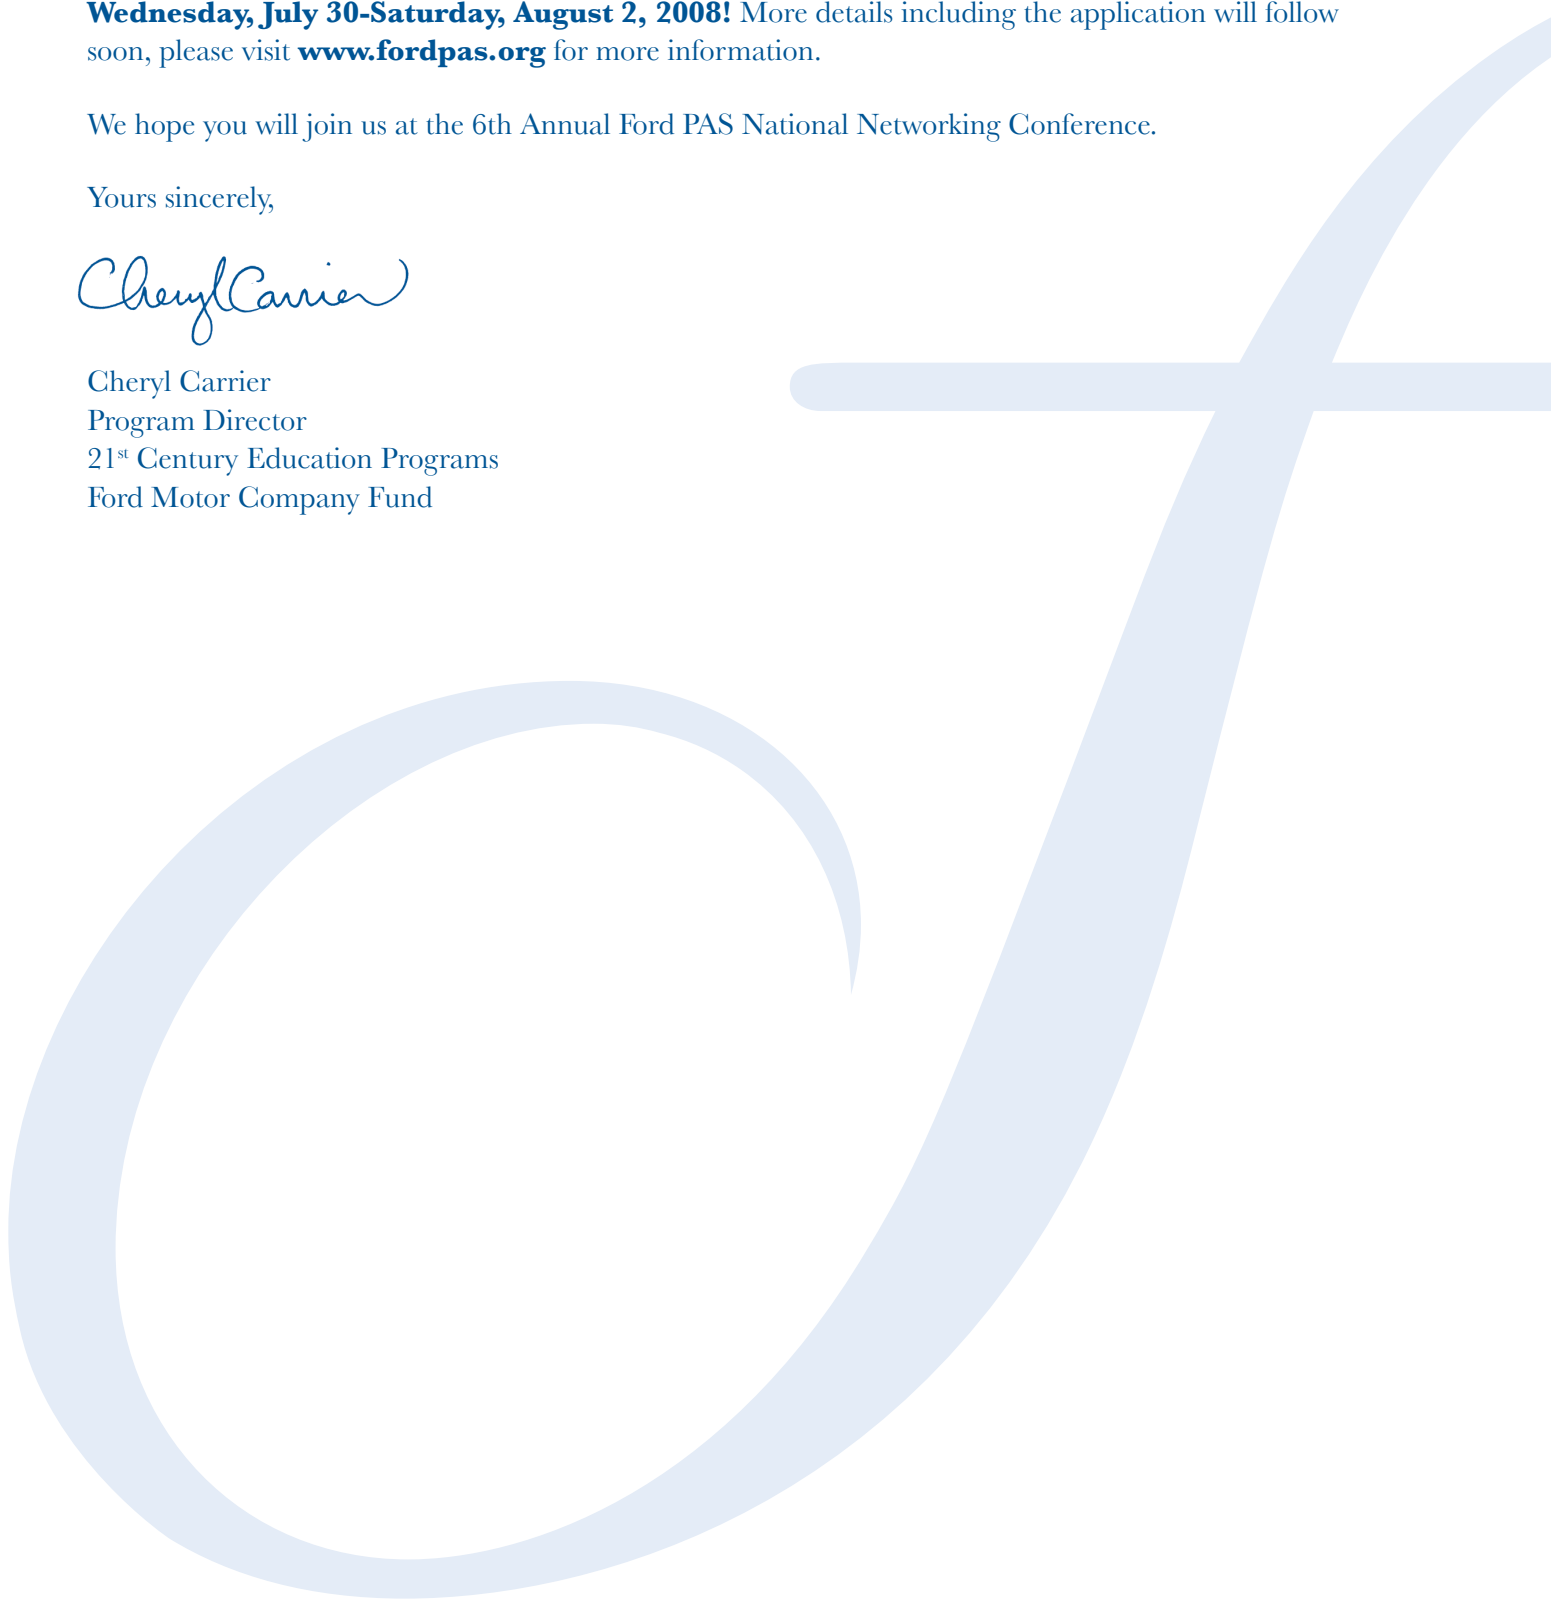 Wednesday, July 30-Saturday, August 2, 2008! More details including the application will follow
soon, please visit www.fordpas.org for more information.
We hope you will join us at the 6th Annual Ford PAS National Networking Conference.
Yours sincerely,
Cheryl Carrier
Cheryl Carrier
Program Director
21st Century Education Programs
Ford Motor Company Fund
f